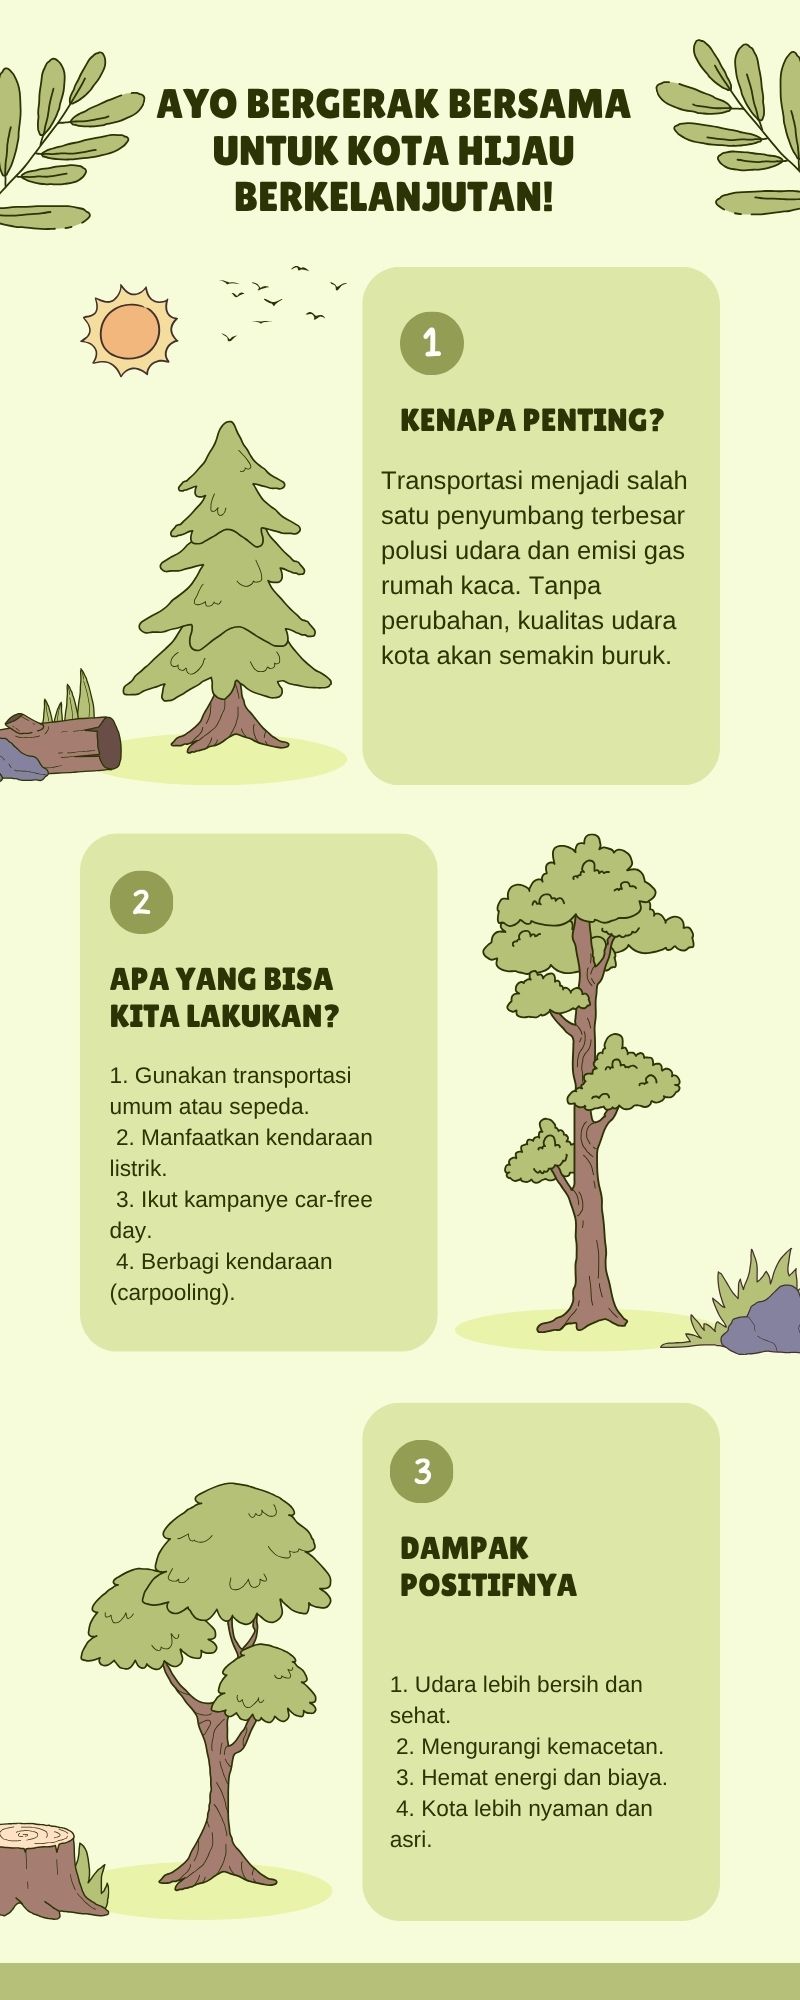 AYO BERGERAK BERSAMA
UNTUK KOTA HIJAU
BERKELANJUTAN!
1
KENAPA PENTING?
Transportasi menjadi salah
satu penyumbang terbesar
polusi udara dan emisi gas
rumah kaca. Tanpa
perubahan, kualitas udara
kota akan semakin buruk.
2
APA YANG BISA
KITA LAKUKAN?
1. Gunakan transportasi
umum atau sepeda.
2. Manfaatkan kendaraan
listrik.
3. Ikut kampanye car-free
day.
4. Berbagi kendaraan
(carpooling).
3
DAMPAK
POSITIFNYA
1. Udara lebih bersih dan
sehat.
2. Mengurangi kemacetan.
3. Hemat energi dan biaya.
4. Kota lebih nyaman dan
asri.